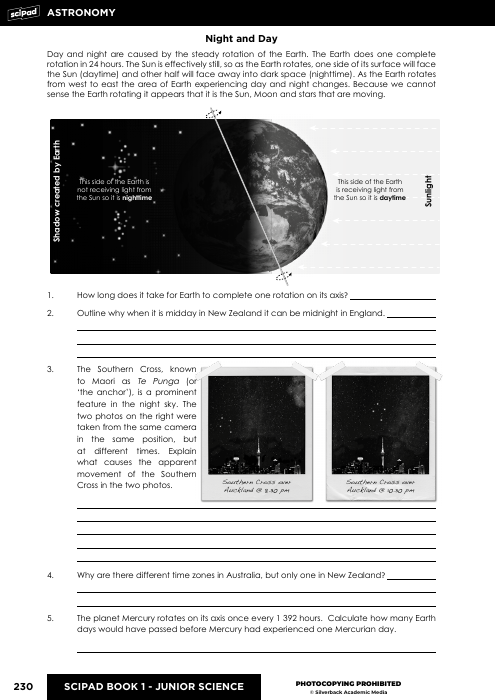 scipad ASTRONOMY
Night and Day
Day and night are caused by the steady rotation of the Earth. The Earth does one complete
rotation in 24 hours. The Sun is effectively still, so as the Earth rotates, one side of its surface will face
the Sun (daytime) and other half will face away into dark space (nighttime). As the Earth rotates
from west to east the area of Earth experiencing day and night changes. Because we cannot
sense the Earth rotating it appears that it is the Sun, Moon and stars that are moving.
Shadow created by Earth
This side of the Earth is
not receiving light from
the Sun so it is nighttime
This side of the Earth
is receiving light from
the Sun so it is daytime
Sunlight
1. How long does it take for Earth to complete one rotation on its axis?
2. Outline why when it is midday in New Zealand it can be midnight in England.
3. The Southern Cross, known
to Maori as Te Punga (or
'the anchor'), is a prominent
feature in the night sky. The
two photos on the right were
taken from the same camera
in the same position, but
at different times. Explain
what causes the apparent
movement of the Southern
Cross in the two photos.
Southern Cross over
Auckland @ 8.30 pm
Southern Cross over
Auckland @ 10.30 pm
4. Why are there different time zones in Australia, but only one in New Zealand?
5. The planet Mercury rotates on its axis once every 1 392 hours. Calculate how many Earth
days would have passed before Mercury had experienced one Mercurian day.
230 SCIPAD BOOK 1 - JUNIOR SCIENCE
PHOTOCOPYING PROHIBITED
© Silverback Academic Media